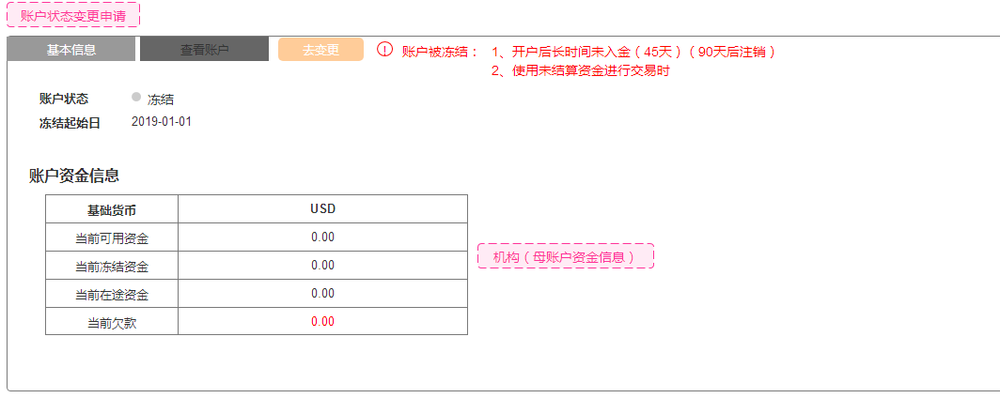 账户状态变更申请
基本信息 查看账户 去变更 账户被冻结： 1、开户后长时间未入金（45天）（90天后注销）
2、使用未结算资金进行交易时
账户状态 冻结
冻结起始日 2019-01-01
账户资金信息
基础货币 USD
当前可用资金 0.00
机构（母账户资金信息）
当前冻结资金 0.00
当前在途资金 0.00
当前欠款 0.00